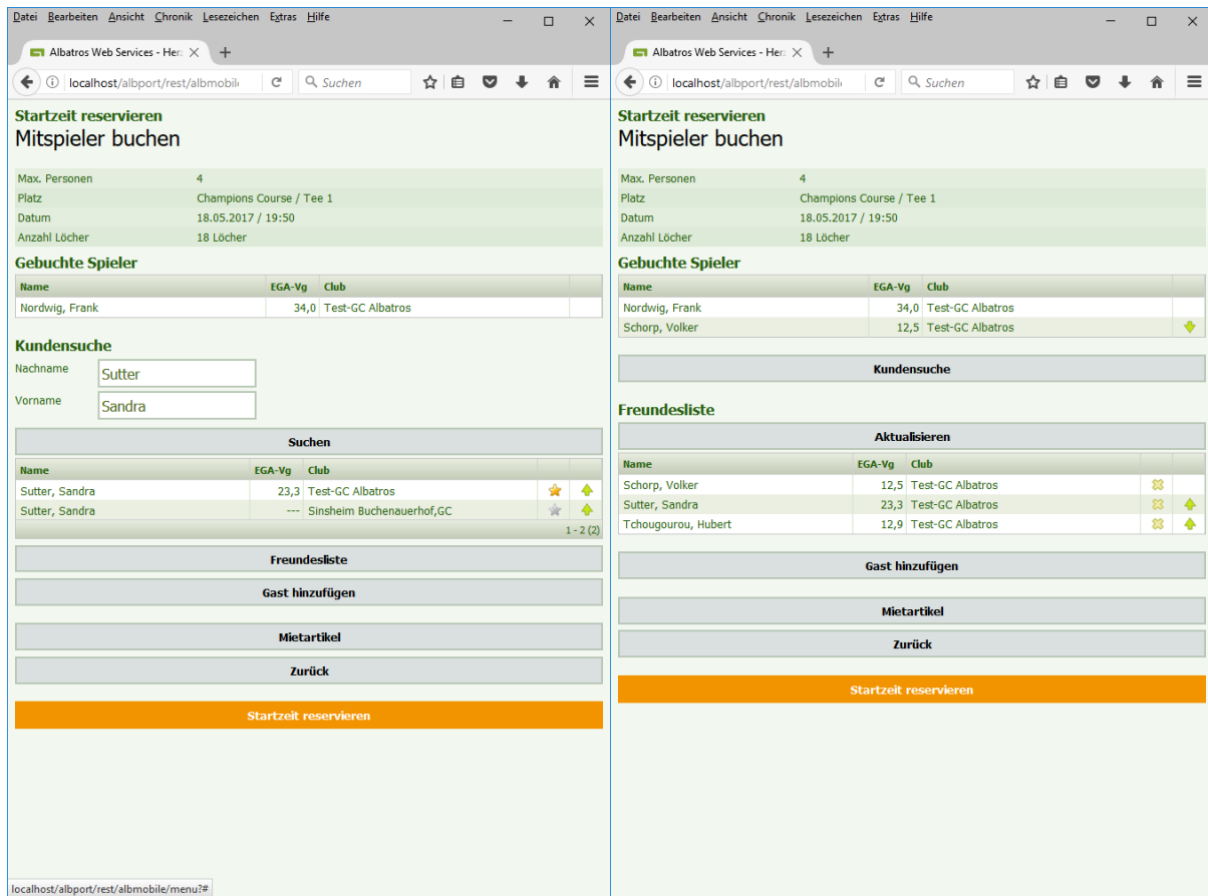 Datei Bearbeiten Ansicht Chronik Lesezeichen Extras Hilfe
Albatros Web Services - Her
localhost/albport/rest/albmobile
Suchen
Startzeit reservieren
Mitspieler buchen
Max. Personen 4
Platz Champions Course / Tee 1
Datum 18.05.2017 / 19:50
Anzahl Löcher 18 Löcher
Gebuchte Spieler
Name EGA-Vg Club
Nordwig, Frank 34,0 Test-GC Albatros
Kundensuche
Nachname Sutter
Vorname Sandra
Suchen
Name EGA-Vg Club
Sutter, Sandra 23,3 Test-GC Albatros
Sutter, Sandra --- Sinsheim Buchenauerhof,GC
1 - 2 (2)
Freundesliste
Gast hinzufügen
Mietartikel
Zurück
Startzeit reservieren
localhost/albport/rest/albmobile/menu?#
Datei Bearbeiten Ansicht Chronik Lesezeichen Extras Hilfe
Albatros Web Services - Her
localhost/albport/rest/albmobile
Suchen
Startzeit reservieren
Mitspieler buchen
Max. Personen 4
Platz Champions Course / Tee 1
Datum 18.05.2017 / 19:50
Anzahl Löcher 18 Löcher
Gebuchte Spieler
Name EGA-Vg Club
Nordwig, Frank 34,0 Test-GC Albatros
Schorp, Volker 12,5 Test-GC Albatros
Kundensuche
Freundesliste
Aktualisieren
Name EGA-Vg Club
Schorp, Volker 12,5 Test-GC Albatros
Sutter, Sandra 23,3 Test-GC Albatros
Tchougourou, Hubert 12,9 Test-GC Albatros
Gast hinzufügen
Mietartikel
Zurück
Startzeit reservieren